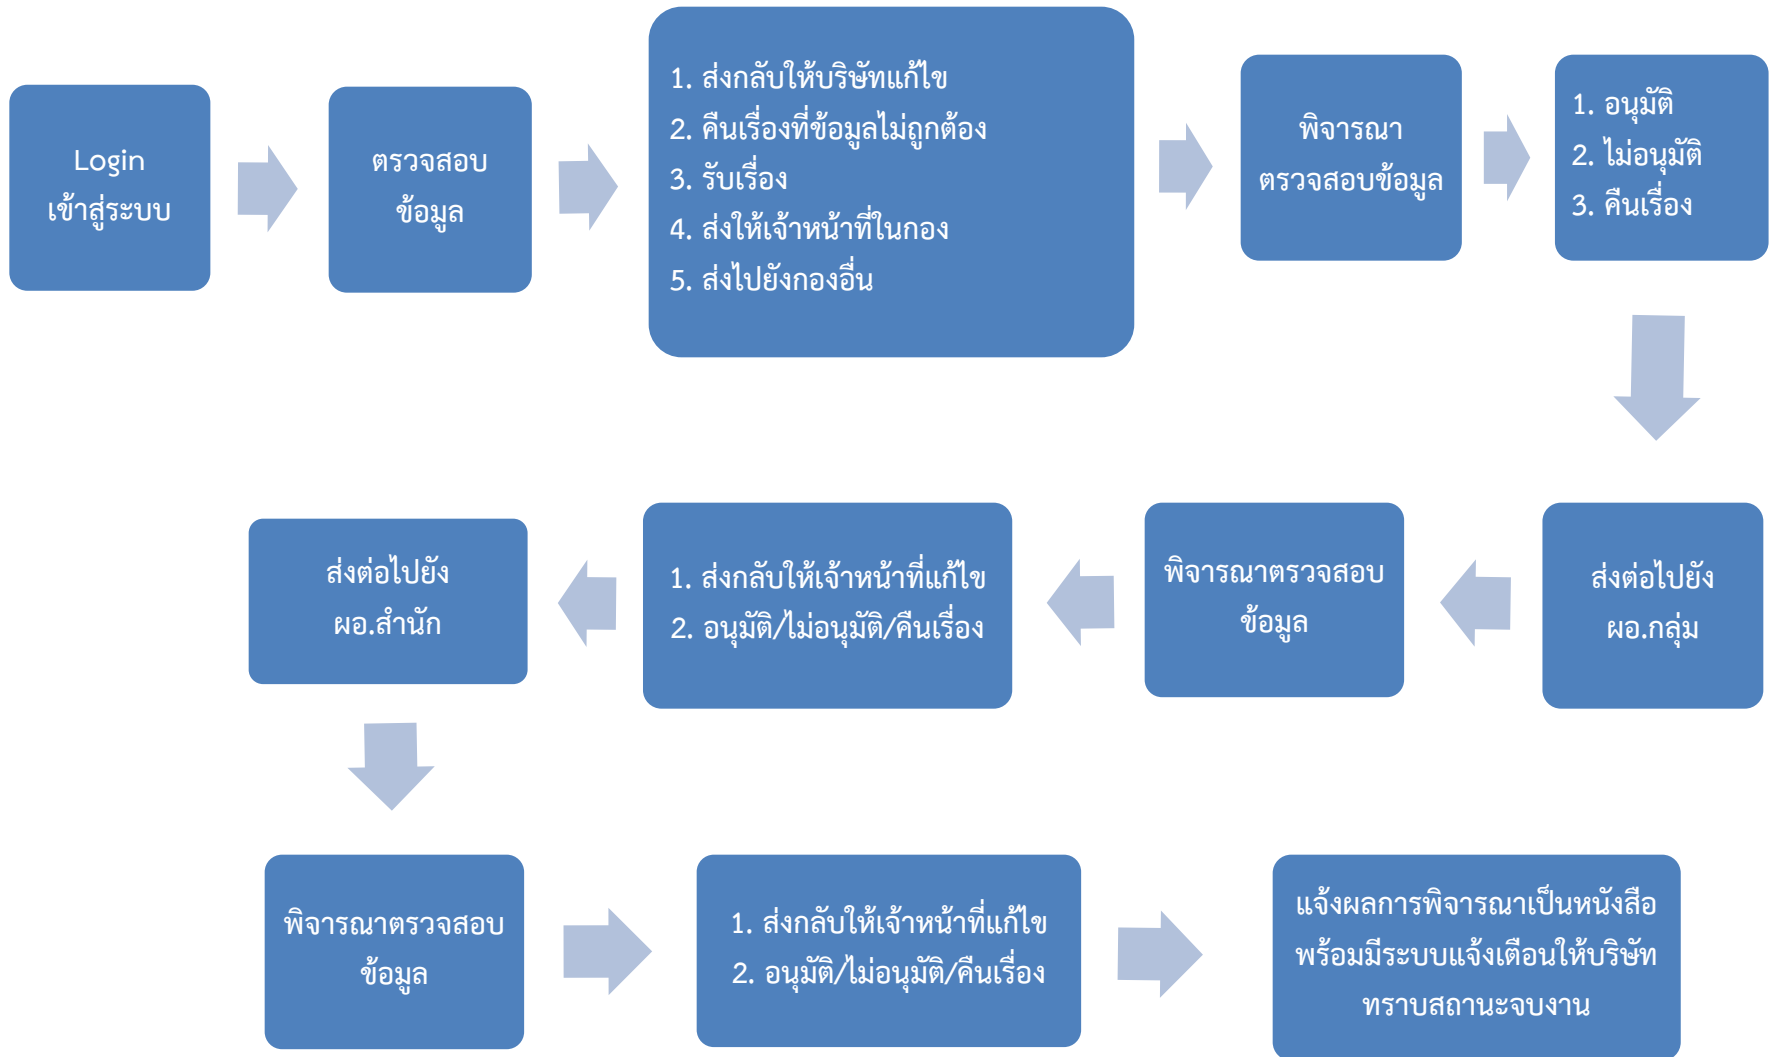 Login
เข้าสู่ระบบ
ตรวจสอบ
ข้อมูล
1. ส่งกลับให้บริษัทแก้ไข
2. คืนเรื่องที่ข้อมูลไม่ถูกต้อง
3. รับเรื่อง
4. ส่งให้เจ้าหน้าที่ในกอง
5. ส่งไปยังกองอื่น
พิจารณา
ตรวจสอบข้อมูล
1. อนุมัติ
2. ไม่อนุมัติ
3. คืนเรื่อง
ส่งต่อไปยัง
ผอ.กลุ่ม
พิจารณาตรวจสอบ
ข้อมูล
1. ส่งกลับให้เจ้าหน้าที่แก้ไข
2. อนุมัติ/ไม่อนุมัติ/คืนเรื่อง
ส่งต่อไปยัง
ผอ.สำนัก
พิจารณาตรวจสอบ
ข้อมูล
1. ส่งกลับให้เจ้าหน้าที่แก้ไข
2. อนุมัติ/ไม่อนุมัติ/คืนเรื่อง
แจ้งผลการพิจารณาเป็นหนังสือ
พร้อมมีระบบแจ้งเตือนให้บริษัท
ทราบสถานะจบงาน